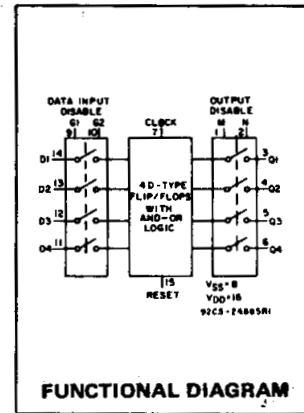 DATA INPUT DISABLE
OUTPUT DISABLE
G1 G2
CLOCK
M N
9 10
7
1 2
D1 14
3 Q1
D2 13
4 Q2
D3 12
5 Q3
D4 11
6 Q4
4 D-TYPE
FLIP/FLOPS
WITH
AND-OR
LOGIC
15
RESET
VSS=8
VDD=16
92CS-24885R1
FUNCTIONAL DIAGRAM